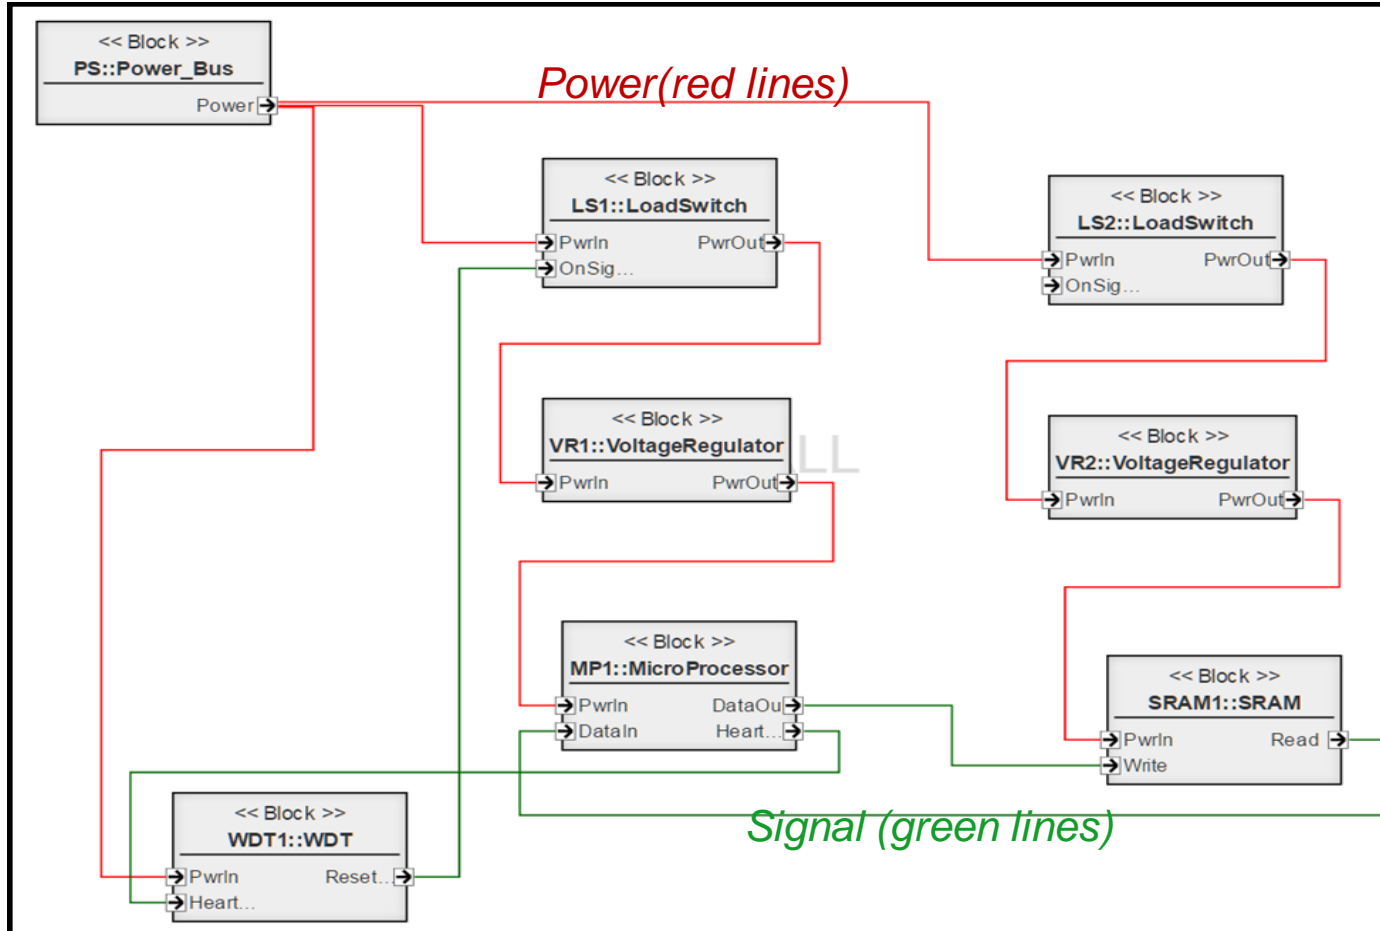 << Block >>
PS::Power_Bus
Power
Power(red lines)
<< Block >>
LS1::LoadSwitch
PwrIn PwrOut
OnSig...
<< Block >>
LS2::LoadSwitch
PwrIn PwrOut
OnSig...
<< Block >>
VR1::VoltageRegulator
PwrIn PwrOut
<< Block >>
VR2::VoltageRegulator
PwrIn PwrOut
<< Block >>
MP1::MicroProcessor
PwrIn DataOu
DataIn Heart...
<< Block >>
SRAM1::SRAM
PwrIn Read
Write
Signal (green lines)
<< Block >>
WDT1::WDT
PwrIn Reset...
Heart...